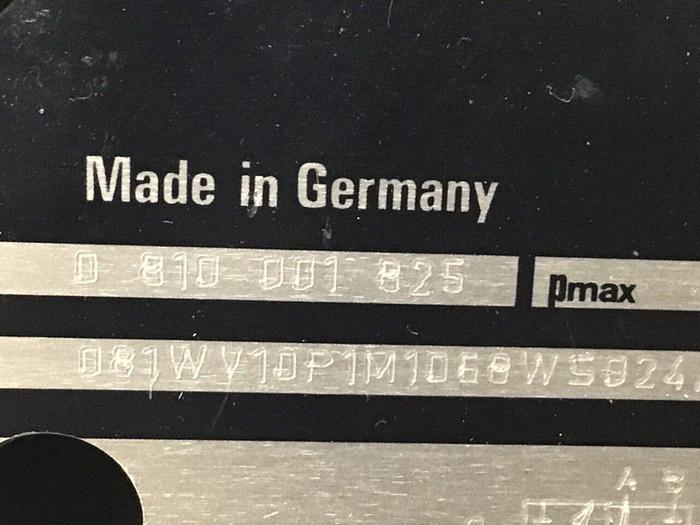 Made in Germany
0 810 001 825
pmax
081WV10P1M1068WS024
A B